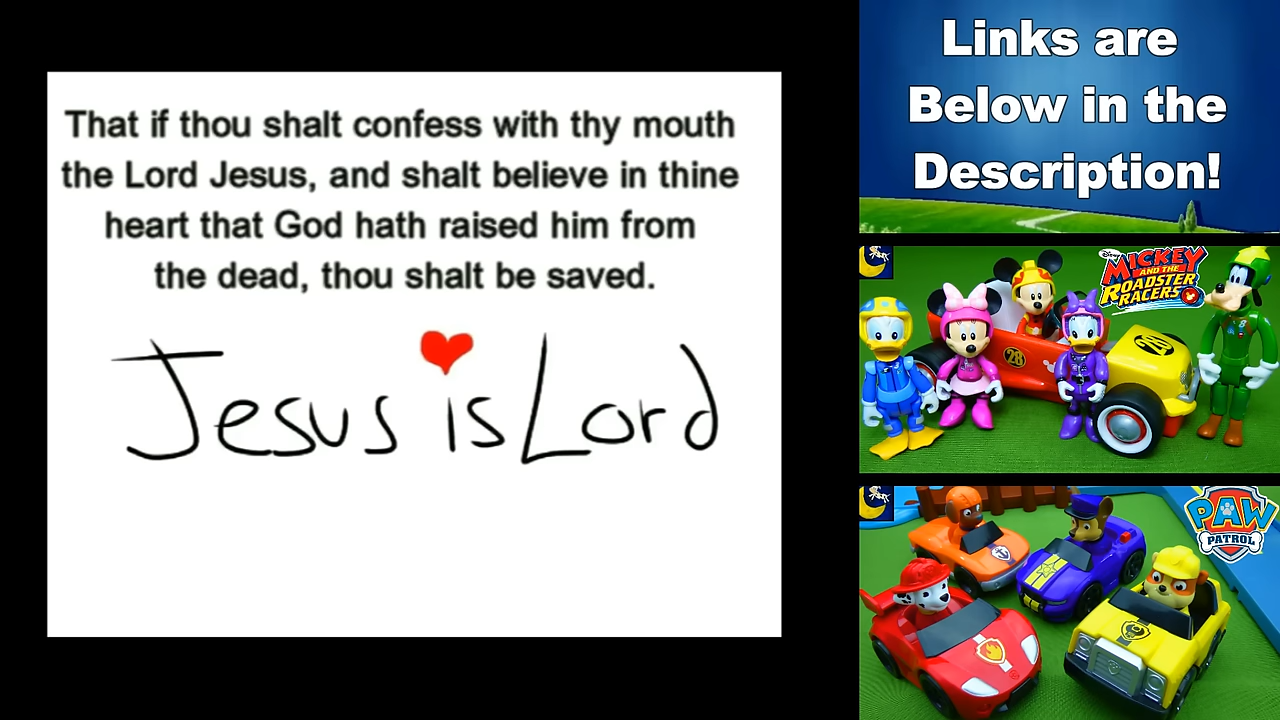 That if thou shalt confess with thy mouth
the Lord Jesus, and shalt believe in thine
heart that God hath raised him from
the dead, thou shalt be saved.
Jesus is Lord
Links are
Below in the
Description!
Disney
MICKEY
AND THE
ROADSTER
RACERS
28
28
PAW
PATROL